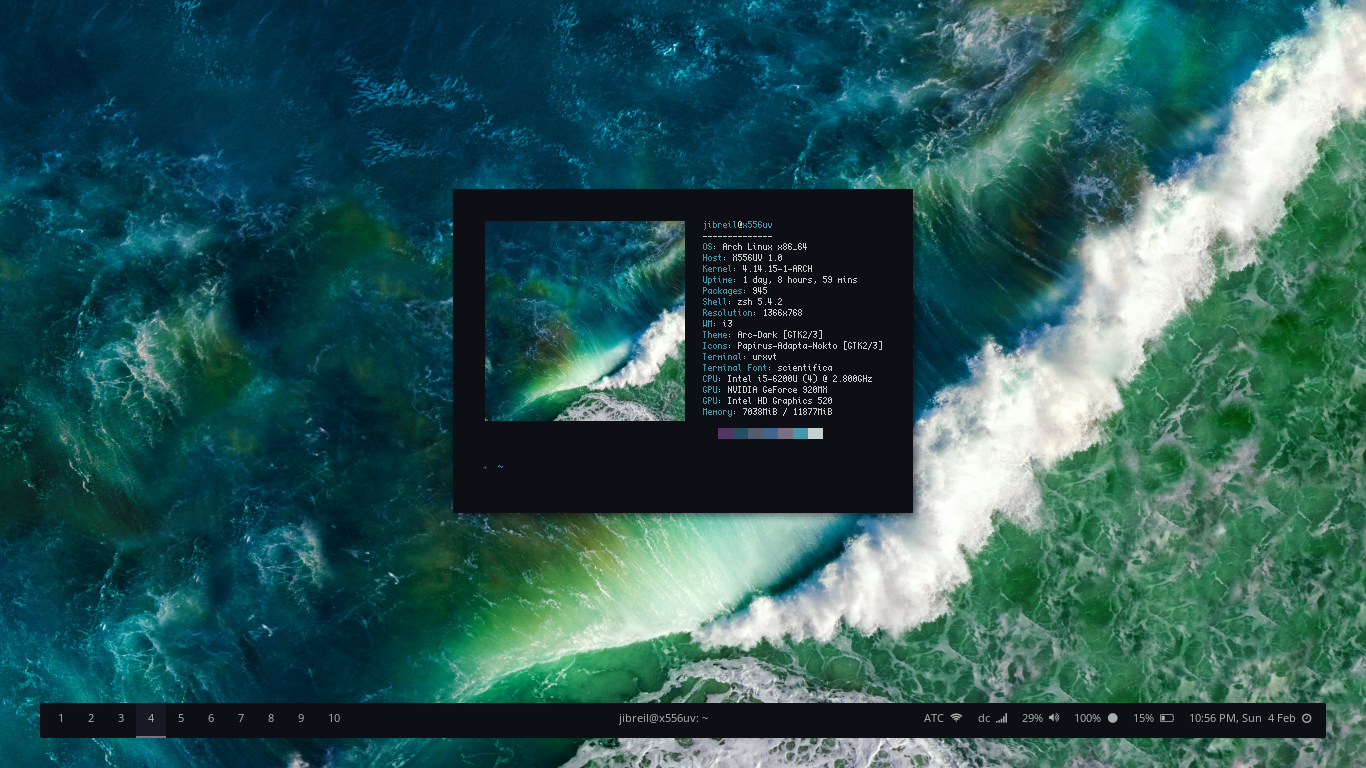 jibreil@x556uv
--------------
OS: Arch Linux x86_64
Host: X556UV 1.0
Kernel: 4.14.15-1-ARCH
Uptime: 1 day, 8 hours, 59 mins
Packages: 945
Shell: zsh 5.4.2
Resolution: 1366x768
WM: i3
Theme: Arc-Dark [GTK2/3]
Icons: Papirus-Adapta-Nokto [GTK2/3]
Terminal: urxvt
Terminal Font: scientifica
CPU: Intel i5-6200U (4) @ 2.800GHz
GPU: NVIDIA GeForce 920MX
GPU: Intel HD Graphics 520
Memory: 7038MiB / 11877MiB
→ ~
1 2 3 4 5 6 7 8 9 10 jibreil@x556uv: ~ ATC dc 29% 100% 15% 10:56 PM, Sun 4 Feb